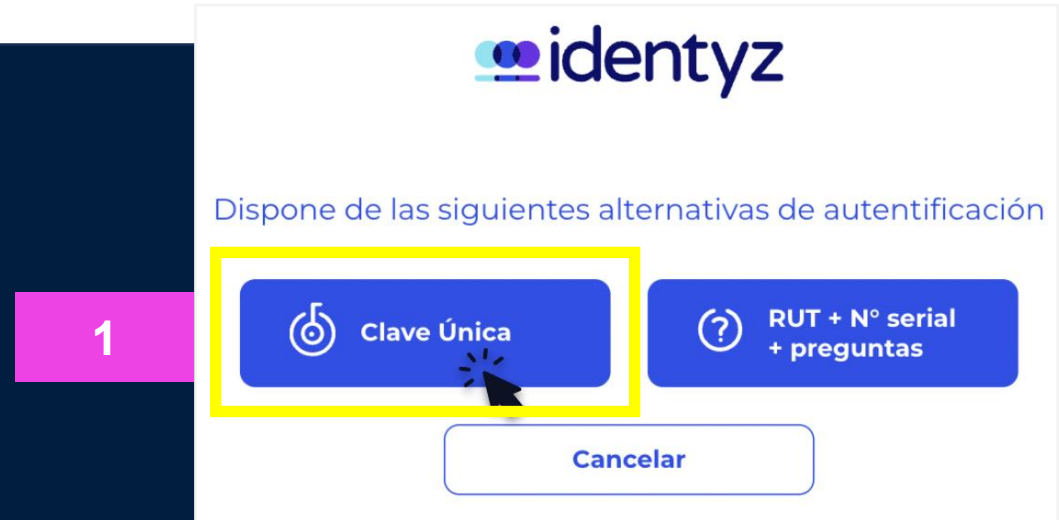 identyz
Dispone de las siguientes alternativas de autentificación
1
Clave Única
RUT + N° serial
+ preguntas
Cancelar